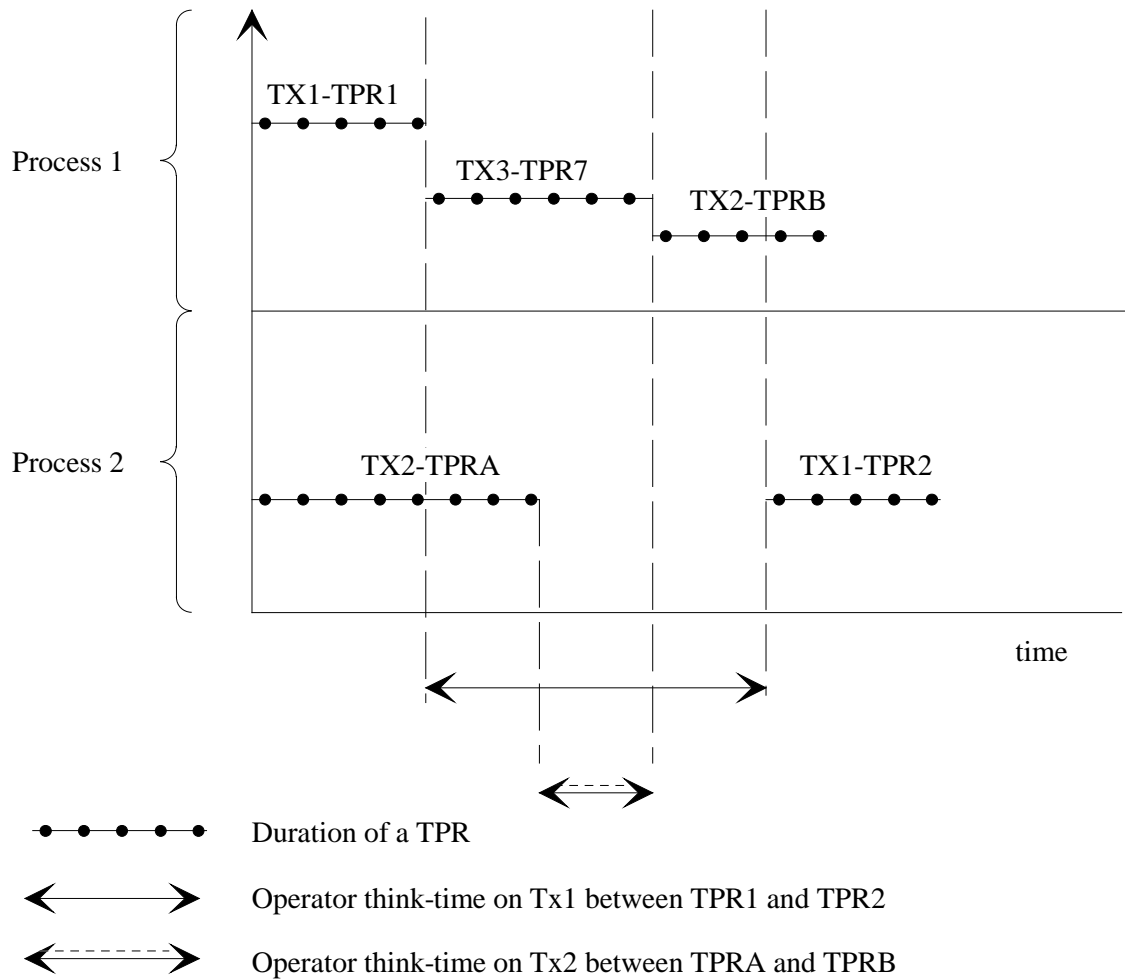 TX1-TPR1
Process 1
TX3-TPR7
TX2-TPRB
Process 2
TX2-TPRA
TX1-TPR2
time
Duration of a TPR
Operator think-time on Tx1 between TPR1 and TPR2
Operator think-time on Tx2 between TPRA and TPRB